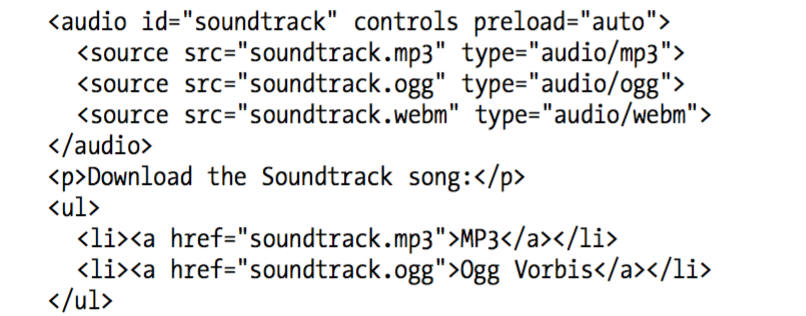 <audio id="soundtrack" controls preload="auto">
<source src="soundtrack.mp3" type="audio/mp3">
<source src="soundtrack.ogg" type="audio/ogg">
<source src="soundtrack.webm" type="audio/webm">
</audio>
<p>Download the Soundtrack song:</p>
<ul>
<li><a href="soundtrack.mp3">MP3</a></li>
<li><a href="soundtrack.ogg">Ogg Vorbis</a></li>
</ul>